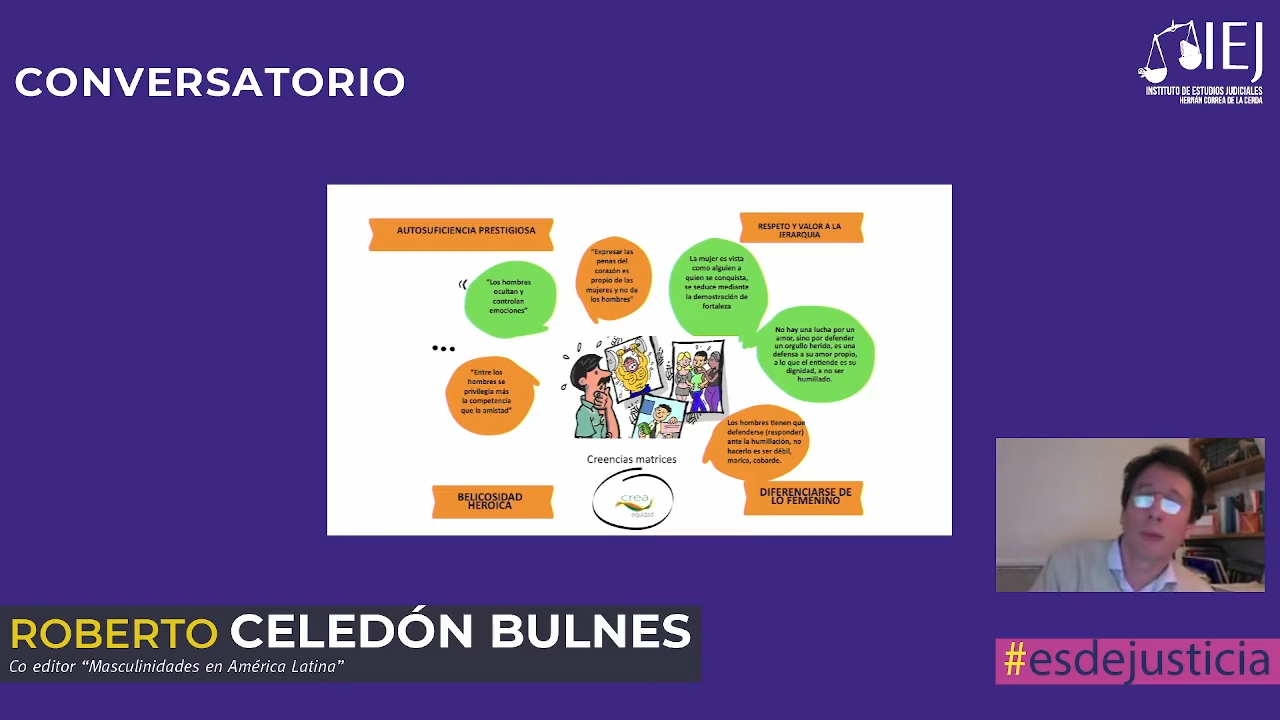 CONVERSATORIO
IEJ
INSTITUTO DE ESTUDIOS JUDICIALES
HERNÁN CORREA DE LA CERDA
AUTOSUFICIENCIA PRESTIGIOSA
RESPETO Y VALOR A LA
JERARQUIA
"Los hombres
ocultan y
controlan
emociones"
"Expresar las
penas del
corazón es
propio de las
mujeres y no de
los hombres"
La mujer es vista
como alguien a
quien se conquista,
se seduce mediante
la demostración de
fortaleza
No hay una lucha por un
amor, sino por defender
un orgullo herido, es una
defensa a su amor propio,
a lo que el entiende es su
dignidad, a no ser
humillado.
"Entre los
hombres se
privilegia más
la competencia
que la amistad"
Los hombres tienen que
defenderse (responder)
ante la humillación, no
hacerlo es ser débil,
marica, cobarde.
Creencias matrices
crea
equidad
BELICOSIDAD
HEROICA
DIFERENCIARSE DE
LO FEMENINO
ROBERTO CELEDÓN BULNES
Co editor "Masculinidades en América Latina"
#esdejusticia